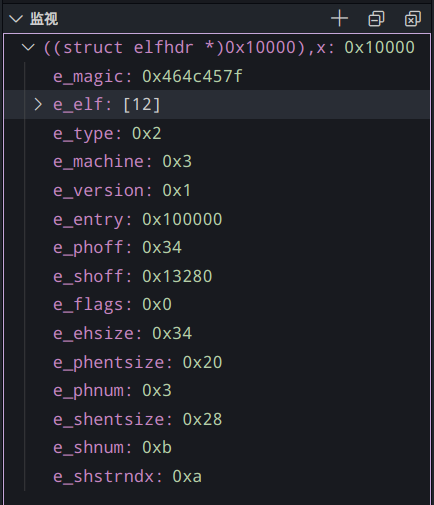 监视
((struct elfhdr *)0x10000),x: 0x10000
e_magic: 0x464c457f
e_elf: [12]
e_type: 0x2
e_machine: 0x3
e_version: 0x1
e_entry: 0x100000
e_phoff: 0x34
e_shoff: 0x13280
e_flags: 0x0
e_ehsize: 0x34
e_phentsize: 0x20
e_phnum: 0x3
e_shentsize: 0x28
e_shnum: 0xb
e_shstrndx: 0xa